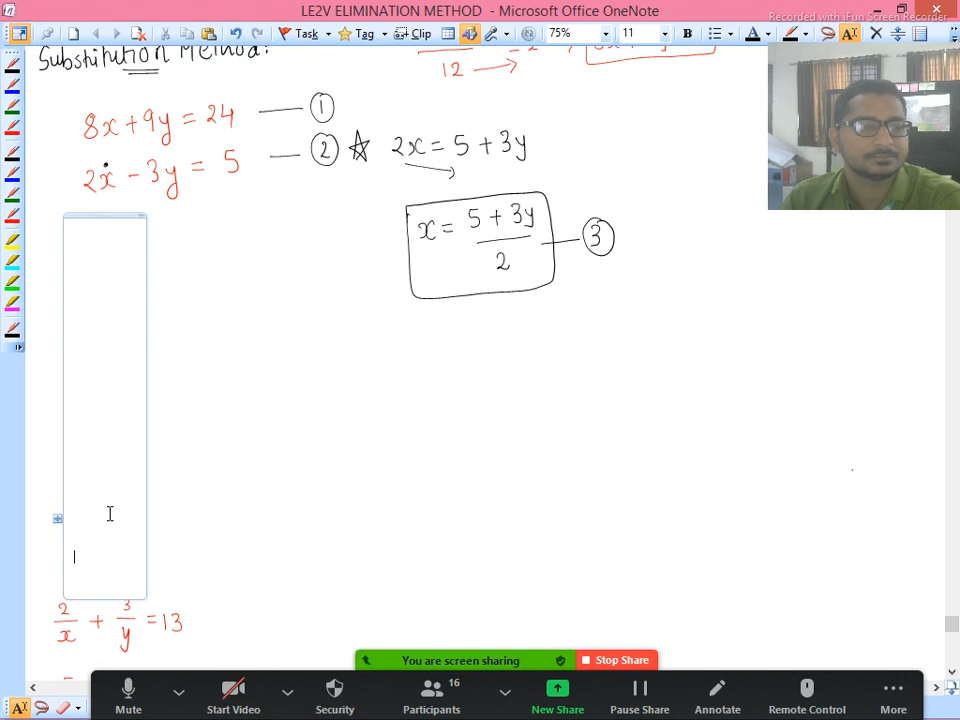 LE2V ELIMINATION METHOD - Microsoft Office OneNote
Recorded with iFun Screen Recorder
Task
Tag
Clip
75%
11
B
A
Substitution Method:
12
8x + 9y = 24 — 1
2x - 3y = 5 — 2 ☆ 2x = 5 + 3y
x = 5 + 3y / 2 — 3
2/x + 3/y = 13
You are screen sharing
Stop Share
Mute
Start Video
Security
16
Participants
New Share
Pause Share
Annotate
Remote Control
More